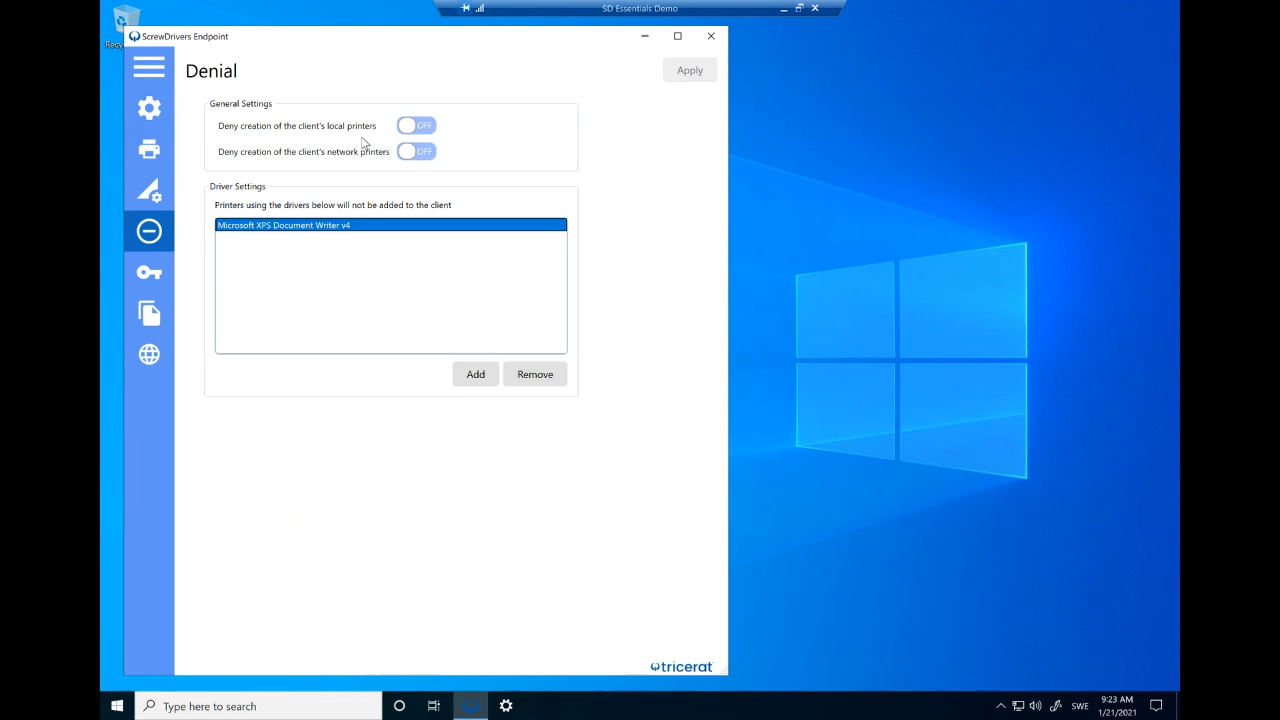 SD Essentials Demo
Recy
ScrewDrivers Endpoint
Denial
Apply
General Settings
Deny creation of the client's local printers OFF
Deny creation of the client's network printers OFF
Driver Settings
Printers using the drivers below will not be added to the client
Microsoft XPS Document Writer v4
Add Remove
tricerat
Type here to search
SWE
9:23 AM
1/21/2021